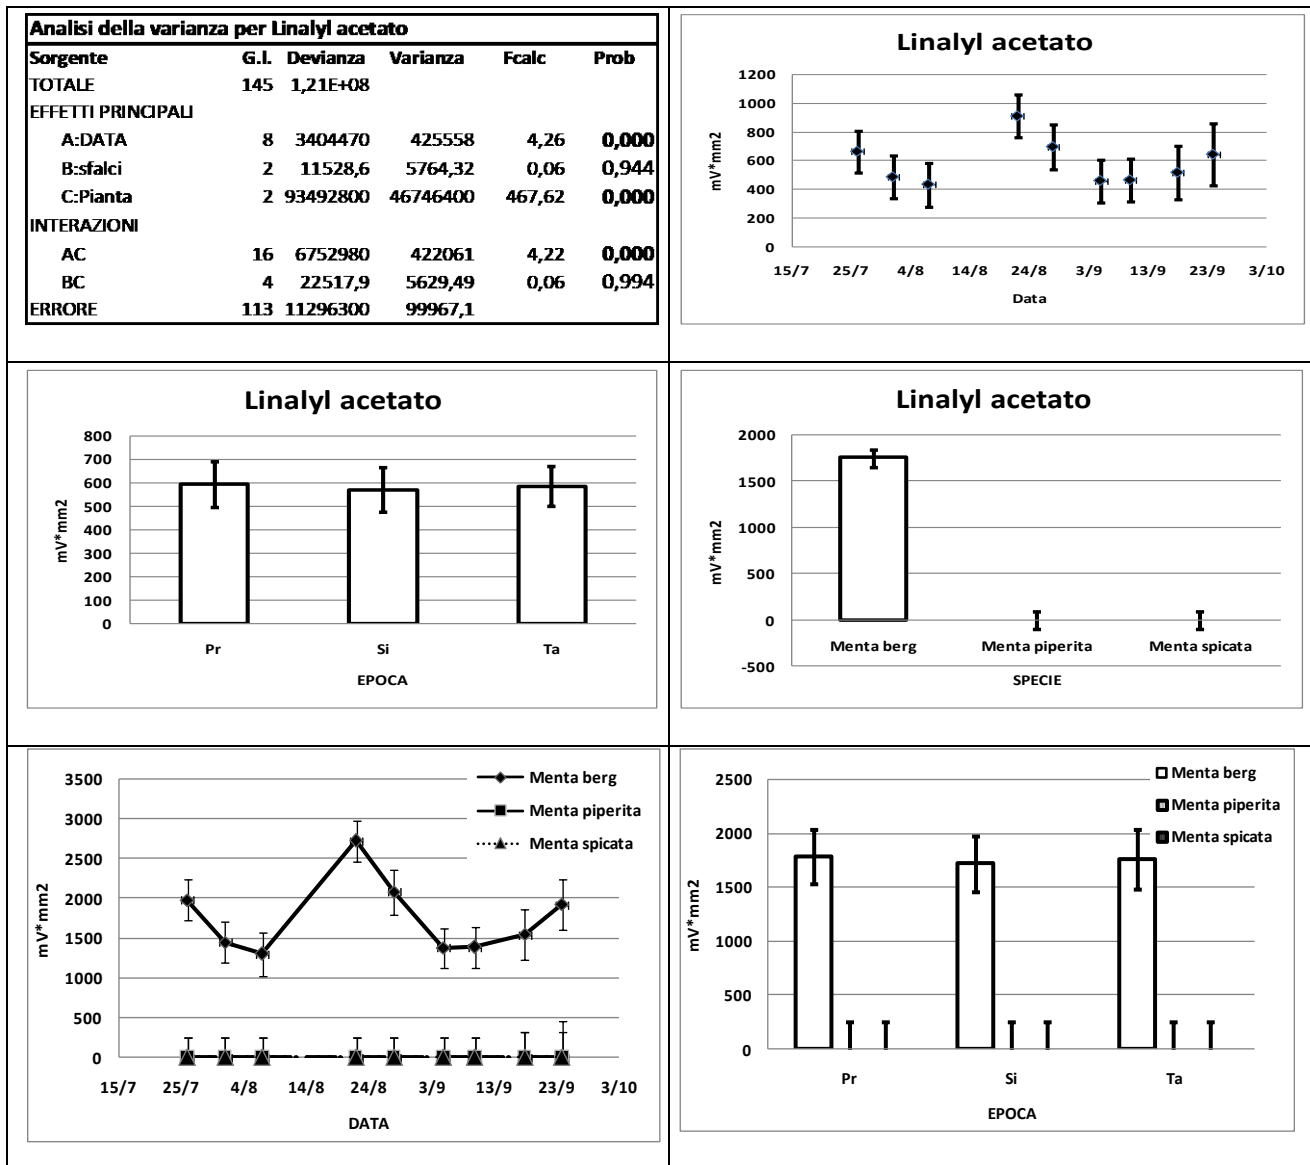 Analisi della varianza per Linalyl acetato
Sorgente G.l. Devianza Varianza Fcalc Prob
TOTALE 145 1,21E+08
EFFETTI PRINCIPALI
A:DATA 8 3404470 425558 4,26 0,000
B:sfalci 2 11528,6 5764,32 0,06 0,944
C:Pianta 2 93492800 46746400 467,62 0,000
INTERAZIONI
AC 16 6752980 422061 4,22 0,000
BC 4 22517,9 5629,49 0,06 0,994
ERRORE 113 11296300 99967,1
Linalyl acetato
1200
1000
800
600
400
200
0
mV*mm2
15/7 25/7 4/8 14/8 24/8 3/9 13/9 23/9 3/10
Data
Linalyl acetato
800
700
600
500
400
300
200
100
0
mV*mm2
Pr Si Ta
EPOCA
Linalyl acetato
2000
1500
1000
500
0
-500
mV*mm2
Menta berg Menta piperita Menta spicata
SPECIE
3500
3000
2500
2000
1500
1000
500
0
mV*mm2
Menta berg
Menta piperita
Menta spicata
15/7 25/7 4/8 14/8 24/8 3/9 13/9 23/9 3/10
DATA
2500
2000
1500
1000
500
0
mV*mm2
Menta berg
Menta piperita
Menta spicata
Pr Si Ta
EPOCA